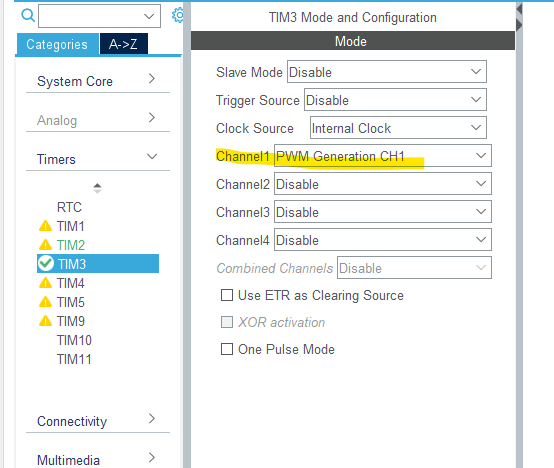 Categories
A->Z
System Core
Analog
Timers
RTC
TIM1
TIM2
TIM3
TIM4
TIM5
TIM9
TIM10
TIM11
Connectivity
Multimedia
TIM3 Mode and Configuration
Mode
Slave Mode Disable
Trigger Source Disable
Clock Source Internal Clock
Channel1 PWM Generation CH1
Channel2 Disable
Channel3 Disable
Channel4 Disable
Combined Channels Disable
Use ETR as Clearing Source
XOR activation
One Pulse Mode